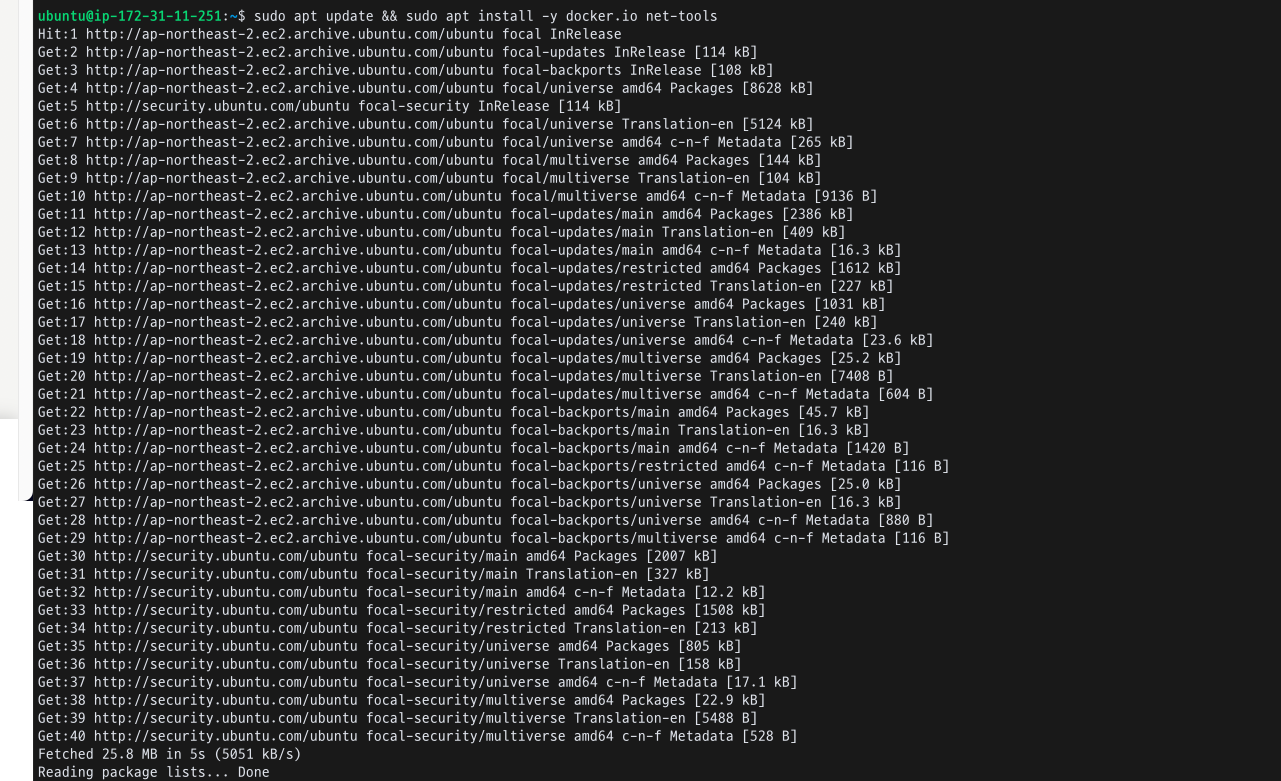 ubuntu@ip-172-31-11-251:~$ sudo apt update && sudo apt install -y docker.io net-tools
Hit:1 http://ap-northeast-2.ec2.archive.ubuntu.com/ubuntu focal InRelease
Get:2 http://ap-northeast-2.ec2.archive.ubuntu.com/ubuntu focal-updates InRelease [114 kB]
Get:3 http://ap-northeast-2.ec2.archive.ubuntu.com/ubuntu focal-backports InRelease [108 kB]
Get:4 http://ap-northeast-2.ec2.archive.ubuntu.com/ubuntu focal/universe amd64 Packages [8628 kB]
Get:5 http://security.ubuntu.com/ubuntu focal-security InRelease [114 kB]
Get:6 http://ap-northeast-2.ec2.archive.ubuntu.com/ubuntu focal/universe Translation-en [5124 kB]
Get:7 http://ap-northeast-2.ec2.archive.ubuntu.com/ubuntu focal/universe amd64 c-n-f Metadata [265 kB]
Get:8 http://ap-northeast-2.ec2.archive.ubuntu.com/ubuntu focal/multiverse amd64 Packages [144 kB]
Get:9 http://ap-northeast-2.ec2.archive.ubuntu.com/ubuntu focal/multiverse Translation-en [104 kB]
Get:10 http://ap-northeast-2.ec2.archive.ubuntu.com/ubuntu focal/multiverse amd64 c-n-f Metadata [9136 B]
Get:11 http://ap-northeast-2.ec2.archive.ubuntu.com/ubuntu focal-updates/main amd64 Packages [2386 kB]
Get:12 http://ap-northeast-2.ec2.archive.ubuntu.com/ubuntu focal-updates/main Translation-en [409 kB]
Get:13 http://ap-northeast-2.ec2.archive.ubuntu.com/ubuntu focal-updates/main amd64 c-n-f Metadata [16.3 kB]
Get:14 http://ap-northeast-2.ec2.archive.ubuntu.com/ubuntu focal-updates/restricted amd64 Packages [1612 kB]
Get:15 http://ap-northeast-2.ec2.archive.ubuntu.com/ubuntu focal-updates/restricted Translation-en [227 kB]
Get:16 http://ap-northeast-2.ec2.archive.ubuntu.com/ubuntu focal-updates/universe amd64 Packages [1031 kB]
Get:17 http://ap-northeast-2.ec2.archive.ubuntu.com/ubuntu focal-updates/universe Translation-en [240 kB]
Get:18 http://ap-northeast-2.ec2.archive.ubuntu.com/ubuntu focal-updates/universe amd64 c-n-f Metadata [23.6 kB]
Get:19 http://ap-northeast-2.ec2.archive.ubuntu.com/ubuntu focal-updates/multiverse amd64 Packages [25.2 kB]
Get:20 http://ap-northeast-2.ec2.archive.ubuntu.com/ubuntu focal-updates/multiverse Translation-en [7408 B]
Get:21 http://ap-northeast-2.ec2.archive.ubuntu.com/ubuntu focal-updates/multiverse amd64 c-n-f Metadata [604 B]
Get:22 http://ap-northeast-2.ec2.archive.ubuntu.com/ubuntu focal-backports/main amd64 Packages [45.7 kB]
Get:23 http://ap-northeast-2.ec2.archive.ubuntu.com/ubuntu focal-backports/main Translation-en [16.3 kB]
Get:24 http://ap-northeast-2.ec2.archive.ubuntu.com/ubuntu focal-backports/main amd64 c-n-f Metadata [1420 B]
Get:25 http://ap-northeast-2.ec2.archive.ubuntu.com/ubuntu focal-backports/restricted amd64 c-n-f Metadata [116 B]
Get:26 http://ap-northeast-2.ec2.archive.ubuntu.com/ubuntu focal-backports/universe amd64 Packages [25.0 kB]
Get:27 http://ap-northeast-2.ec2.archive.ubuntu.com/ubuntu focal-backports/universe Translation-en [16.3 kB]
Get:28 http://ap-northeast-2.ec2.archive.ubuntu.com/ubuntu focal-backports/universe amd64 c-n-f Metadata [880 B]
Get:29 http://ap-northeast-2.ec2.archive.ubuntu.com/ubuntu focal-backports/multiverse amd64 c-n-f Metadata [116 B]
Get:30 http://security.ubuntu.com/ubuntu focal-security/main amd64 Packages [2007 kB]
Get:31 http://security.ubuntu.com/ubuntu focal-security/main Translation-en [327 kB]
Get:32 http://security.ubuntu.com/ubuntu focal-security/main amd64 c-n-f Metadata [12.2 kB]
Get:33 http://security.ubuntu.com/ubuntu focal-security/restricted amd64 Packages [1508 kB]
Get:34 http://security.ubuntu.com/ubuntu focal-security/restricted Translation-en [213 kB]
Get:35 http://security.ubuntu.com/ubuntu focal-security/universe amd64 Packages [805 kB]
Get:36 http://security.ubuntu.com/ubuntu focal-security/universe Translation-en [158 kB]
Get:37 http://security.ubuntu.com/ubuntu focal-security/universe amd64 c-n-f Metadata [17.1 kB]
Get:38 http://security.ubuntu.com/ubuntu focal-security/multiverse amd64 Packages [22.9 kB]
Get:39 http://security.ubuntu.com/ubuntu focal-security/multiverse Translation-en [5488 B]
Get:40 http://security.ubuntu.com/ubuntu focal-security/multiverse amd64 c-n-f Metadata [528 B]
Fetched 25.8 MB in 5s (5051 kB/s)
Reading package lists... Done